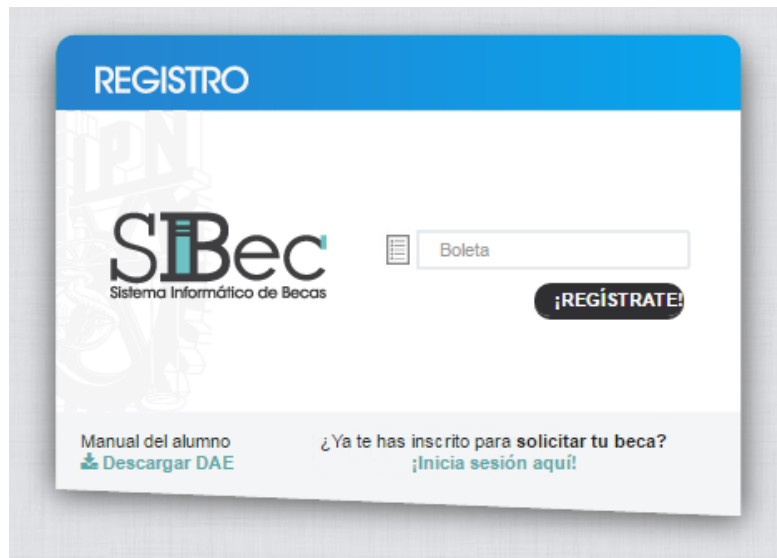 REGISTRO
IPN
SIBec
Sistema Informático de Becas
Boleta
¡REGÍSTRATE!
Manual del alumno
Descargar DAE
¿Ya te has inscrito para solicitar tu beca?
¡Inicia sesión aquí!